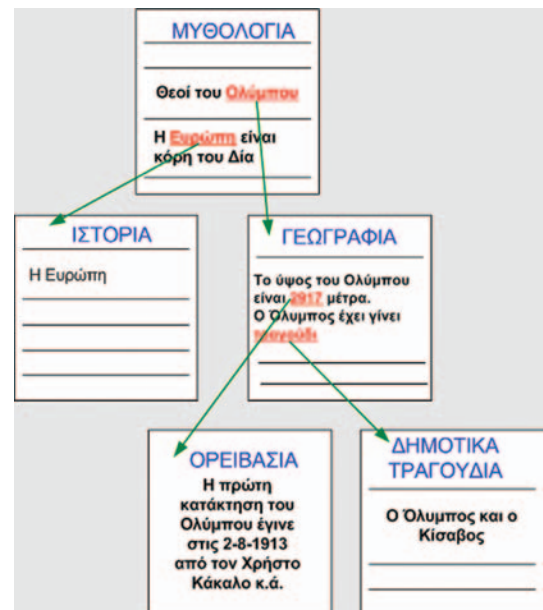 ΜΥΘΟΛΟΓΙΑ
Θεοί του Ολύμπου
Η Ευρώπη είναι
κόρη του Δία
ΙΣΤΟΡΙΑ
Η Ευρώπη
ΓΕΩΓΡΑΦΙΑ
Το ύψος του Ολύμπου
είναι 2917 μέτρα.
Ο Όλυμπος έχει γίνει
τραγούδι
ΟΡΕΙΒΑΣΙΑ
Η πρώτη
κατάκτηση του
Ολύμπου έγινε
στις 2-8-1913
από τον Χρήστο
Κάκαλο κ.ά.
ΔΗΜΟΤΙΚΑ
ΤΡΑΓΟΥΔΙΑ
Ο Όλυμπος και ο
Κίσαβος